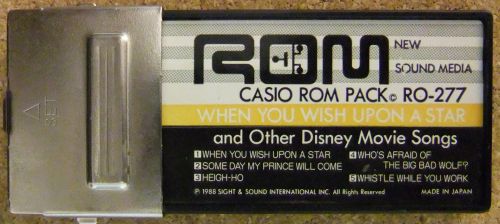 △
SET
ROM
NEW
SOUND MEDIA
CASIO ROM PACK© RO-277
WHEN YOU WISH UPON A STAR
and Other Disney Movie Songs
1 WHEN YOU WISH UPON A STAR
2 SOME DAY MY PRINCE WILL COME
3 HEIGH-HO
4 WHO'S AFRAID OF
THE BIG BAD WOLF?
5 WHISTLE WHILE YOU WORK
℗ 1988 SIGHT & SOUND INTERNATIONAL INC. All Rights Reserved
MADE IN JAPAN